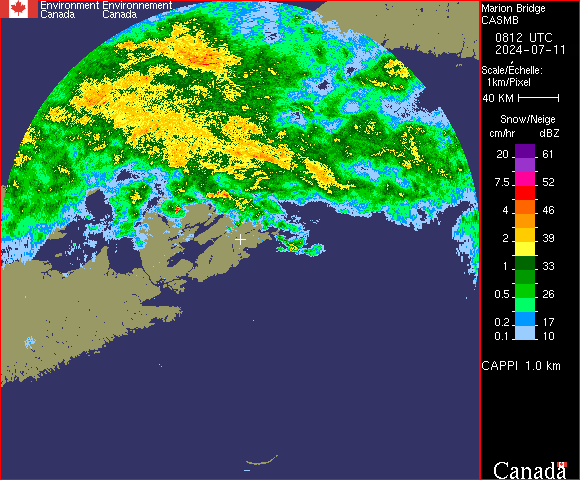 Environment Environnement
Canada Canada
Marion Bridge
CASMB
0812 UTC
2024-07-11
Scale/Échelle:
1km/Pixel
40 KM
Snow/Neige
cm/hr dBZ
20 61
7.5 52
4 46
2 39
1 33
0.5 26
0.2 17
0.1 10
CAPPI 1.0 km
Canada